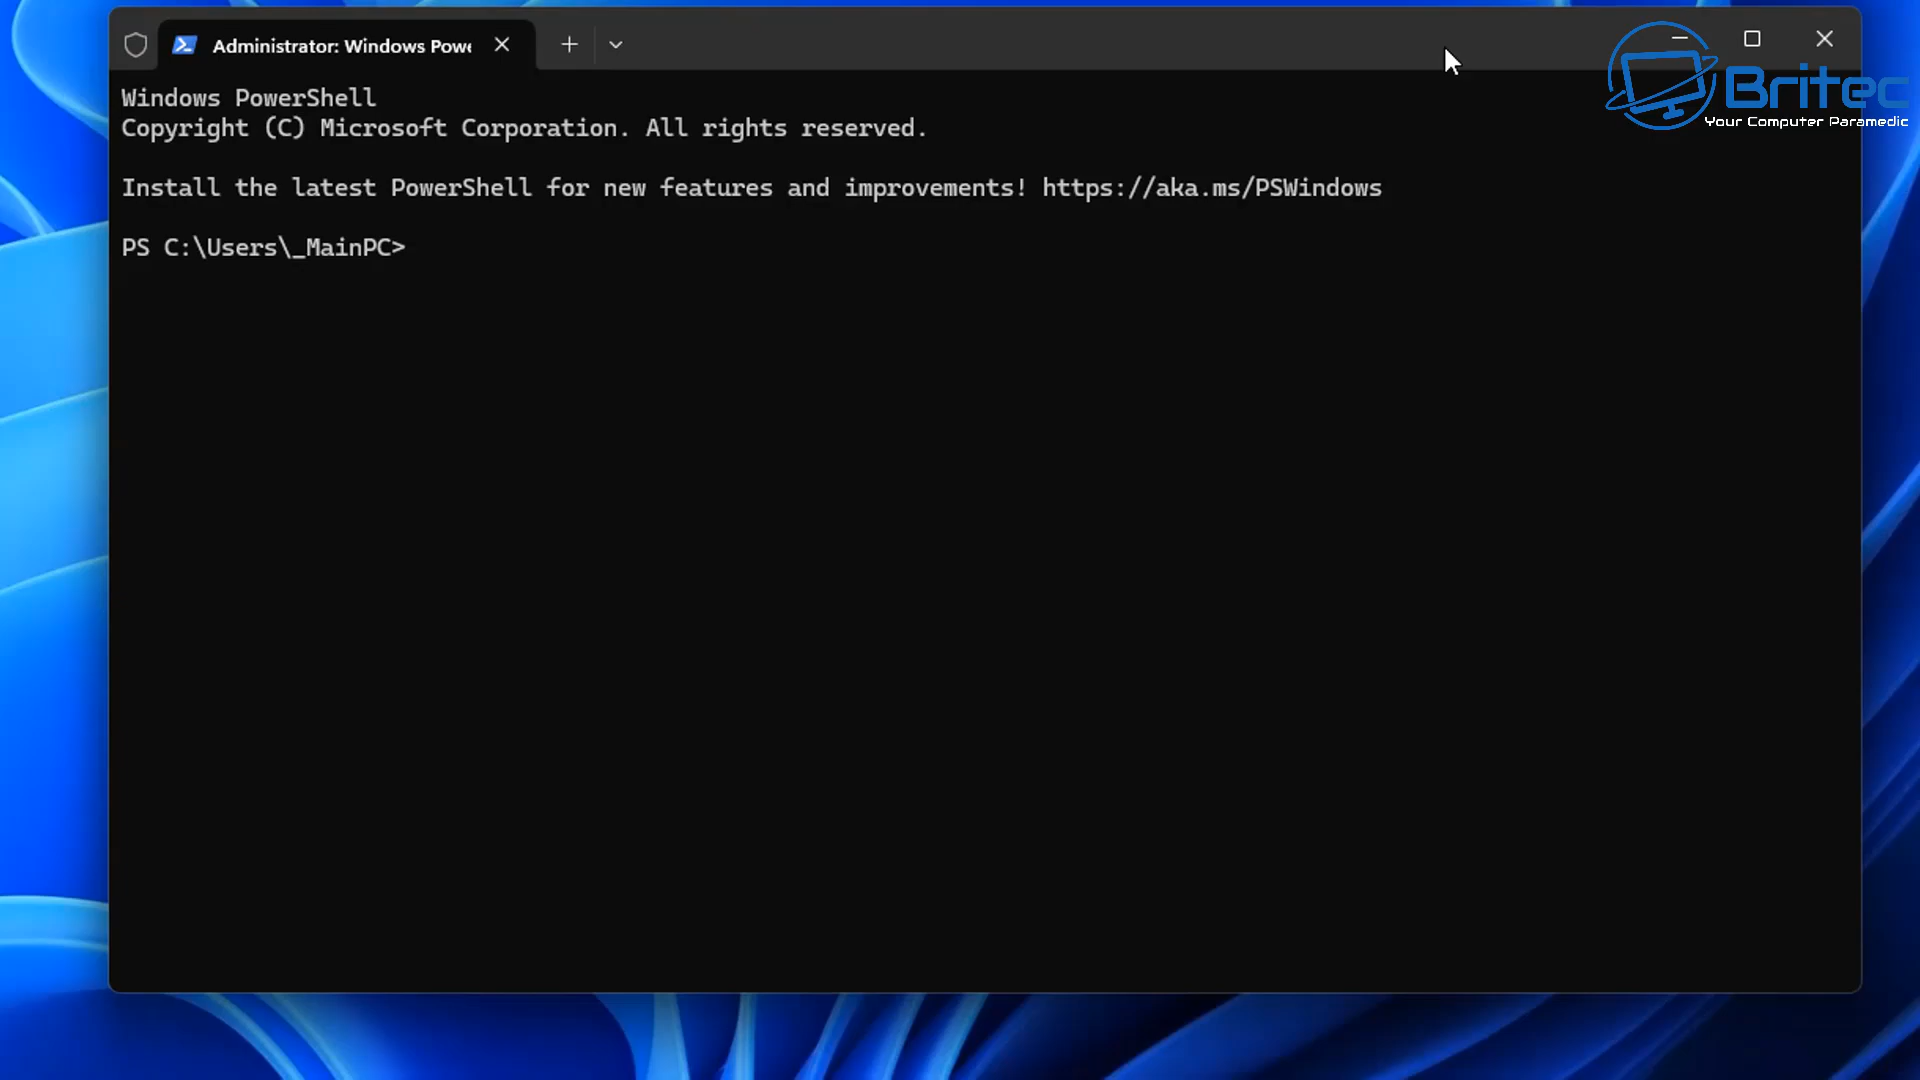 Administrator: Windows Powe
Britec
Your Computer Paramedic
Windows PowerShell
Copyright (C) Microsoft Corporation. All rights reserved.
Install the latest PowerShell for new features and improvements! https://aka.ms/PSWindows
PS C:\Users\_MainPC>